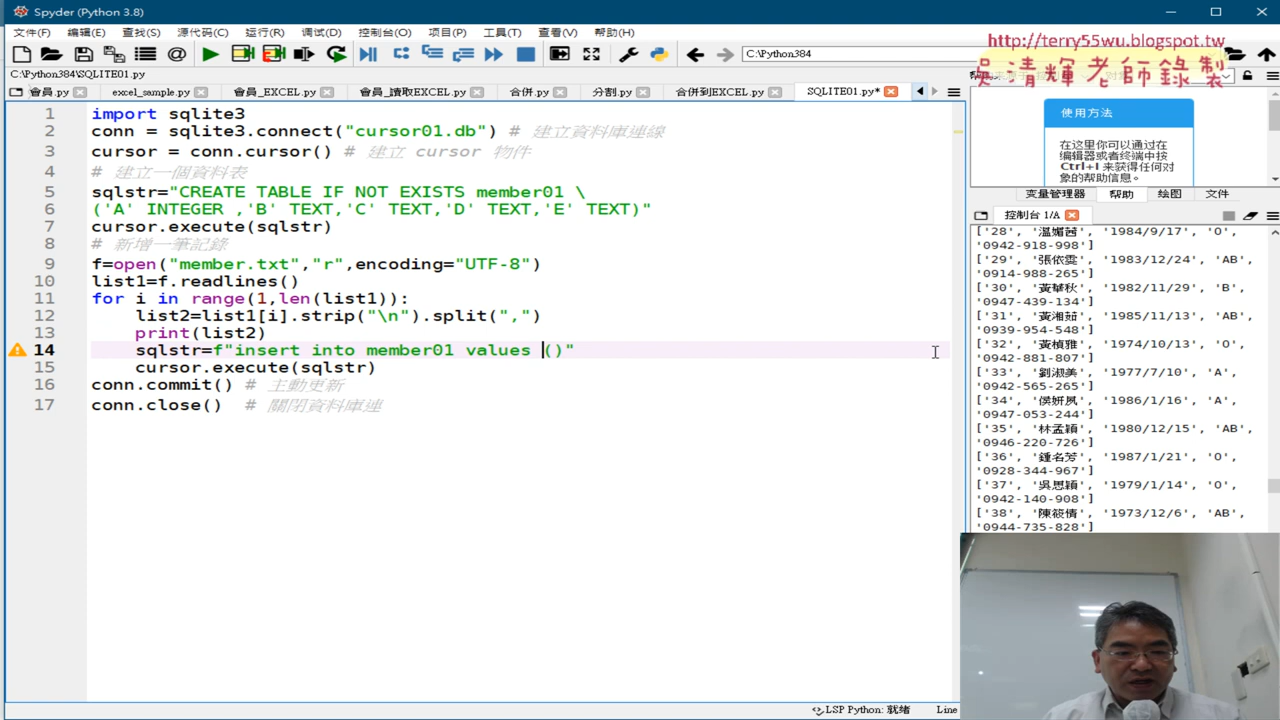 Spyder (Python 3.8)
文件(F) 编辑(E) 查找(S) 源代码(C) 运行(R) 调试(D) 控制台(O) 项目(P) 工具(T) 查看(V) 帮助(H)
http://terry55wu.blogspot.tw
吳清輝老師錄製
C:\Python384
C:\Python384\SQLITE01.py
會員.py excel_sample.py 會員_EXCEL.py 會員_讀取EXCEL.py 合併.py 分割.py 合併到EXCEL.py SQLITE01.py*
1 import sqlite3
2 conn = sqlite3.connect("cursor01.db") # 建立資料庫連線
3 cursor = conn.cursor() # 建立 cursor 物件
4 # 建立一個資料表
5 sqlstr="CREATE TABLE IF NOT EXISTS member01 \
6 ('A' INTEGER ,'B' TEXT,'C' TEXT,'D' TEXT,'E' TEXT)"
7 cursor.execute(sqlstr)
8 # 新增一筆記錄
9 f=open("member.txt","r",encoding="UTF-8")
10 list1=f.readlines()
11 for i in range(1,len(list1)):
12 list2=list1[i].strip("\n").split(",")
13 print(list2)
14 sqlstr=f"insert into member01 values ()"
15 cursor.execute(sqlstr)
16 conn.commit() # 主動更新
17 conn.close() # 關閉資料庫連
使用方法
在这里你可以通过在
编辑器或者终端中按
Ctrl+I 来获得任何对
象的帮助信息。
变量管理器 帮助 绘图 文件
控制台 1/A
['28', '溫媚茜', '1984/9/17', 'O',
'0942-918-998']
['29', '張依雯', '1983/12/24', 'AB',
'0914-988-265']
['30', '黃華秋', '1982/11/29', 'B',
'0947-439-134']
['31', '黃湘茹', '1985/11/13', 'AB',
'0939-954-548']
['32', '黃楨雅', '1974/10/13', 'O',
'0942-881-807']
['33', '劉淑美', '1977/7/10', 'A',
'0942-565-265']
['34', '侯妍夙', '1986/1/16', 'A',
'0947-053-244']
['35', '林孟穎', '1980/12/15', 'AB',
'0946-220-726']
['36', '鍾名芳', '1987/1/21', 'O',
'0928-344-967']
['37', '吳思穎', '1979/1/14', 'O',
'0942-140-908']
['38', '陳筱情', '1973/12/6', 'AB',
'0944-735-828']
LSP Python: 就绪 Line